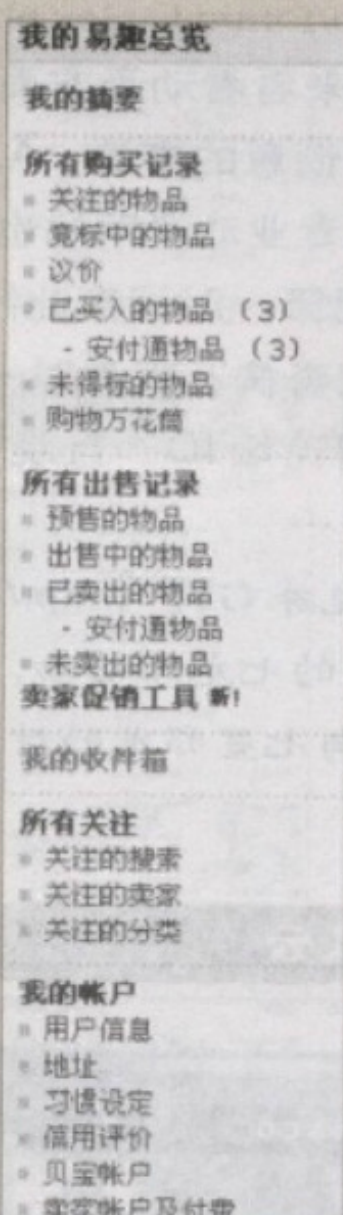 我的易趣总览
我的摘要
所有购买记录
关注的物品
竞标中的物品
议价
已买入的物品 (3)
- 安付通物品 (3)
未得标的物品
购物万花筒
所有出售记录
预售的物品
出售中的物品
已卖出的物品
- 安付通物品
未卖出的物品
卖家促销工具 新!
我的收件箱
所有关注
关注的搜索
关注的卖家
关注的分类
我的帐户
用户信息
地址
习惯设定
信用评价
贝宝帐户
卖家帐户及付费